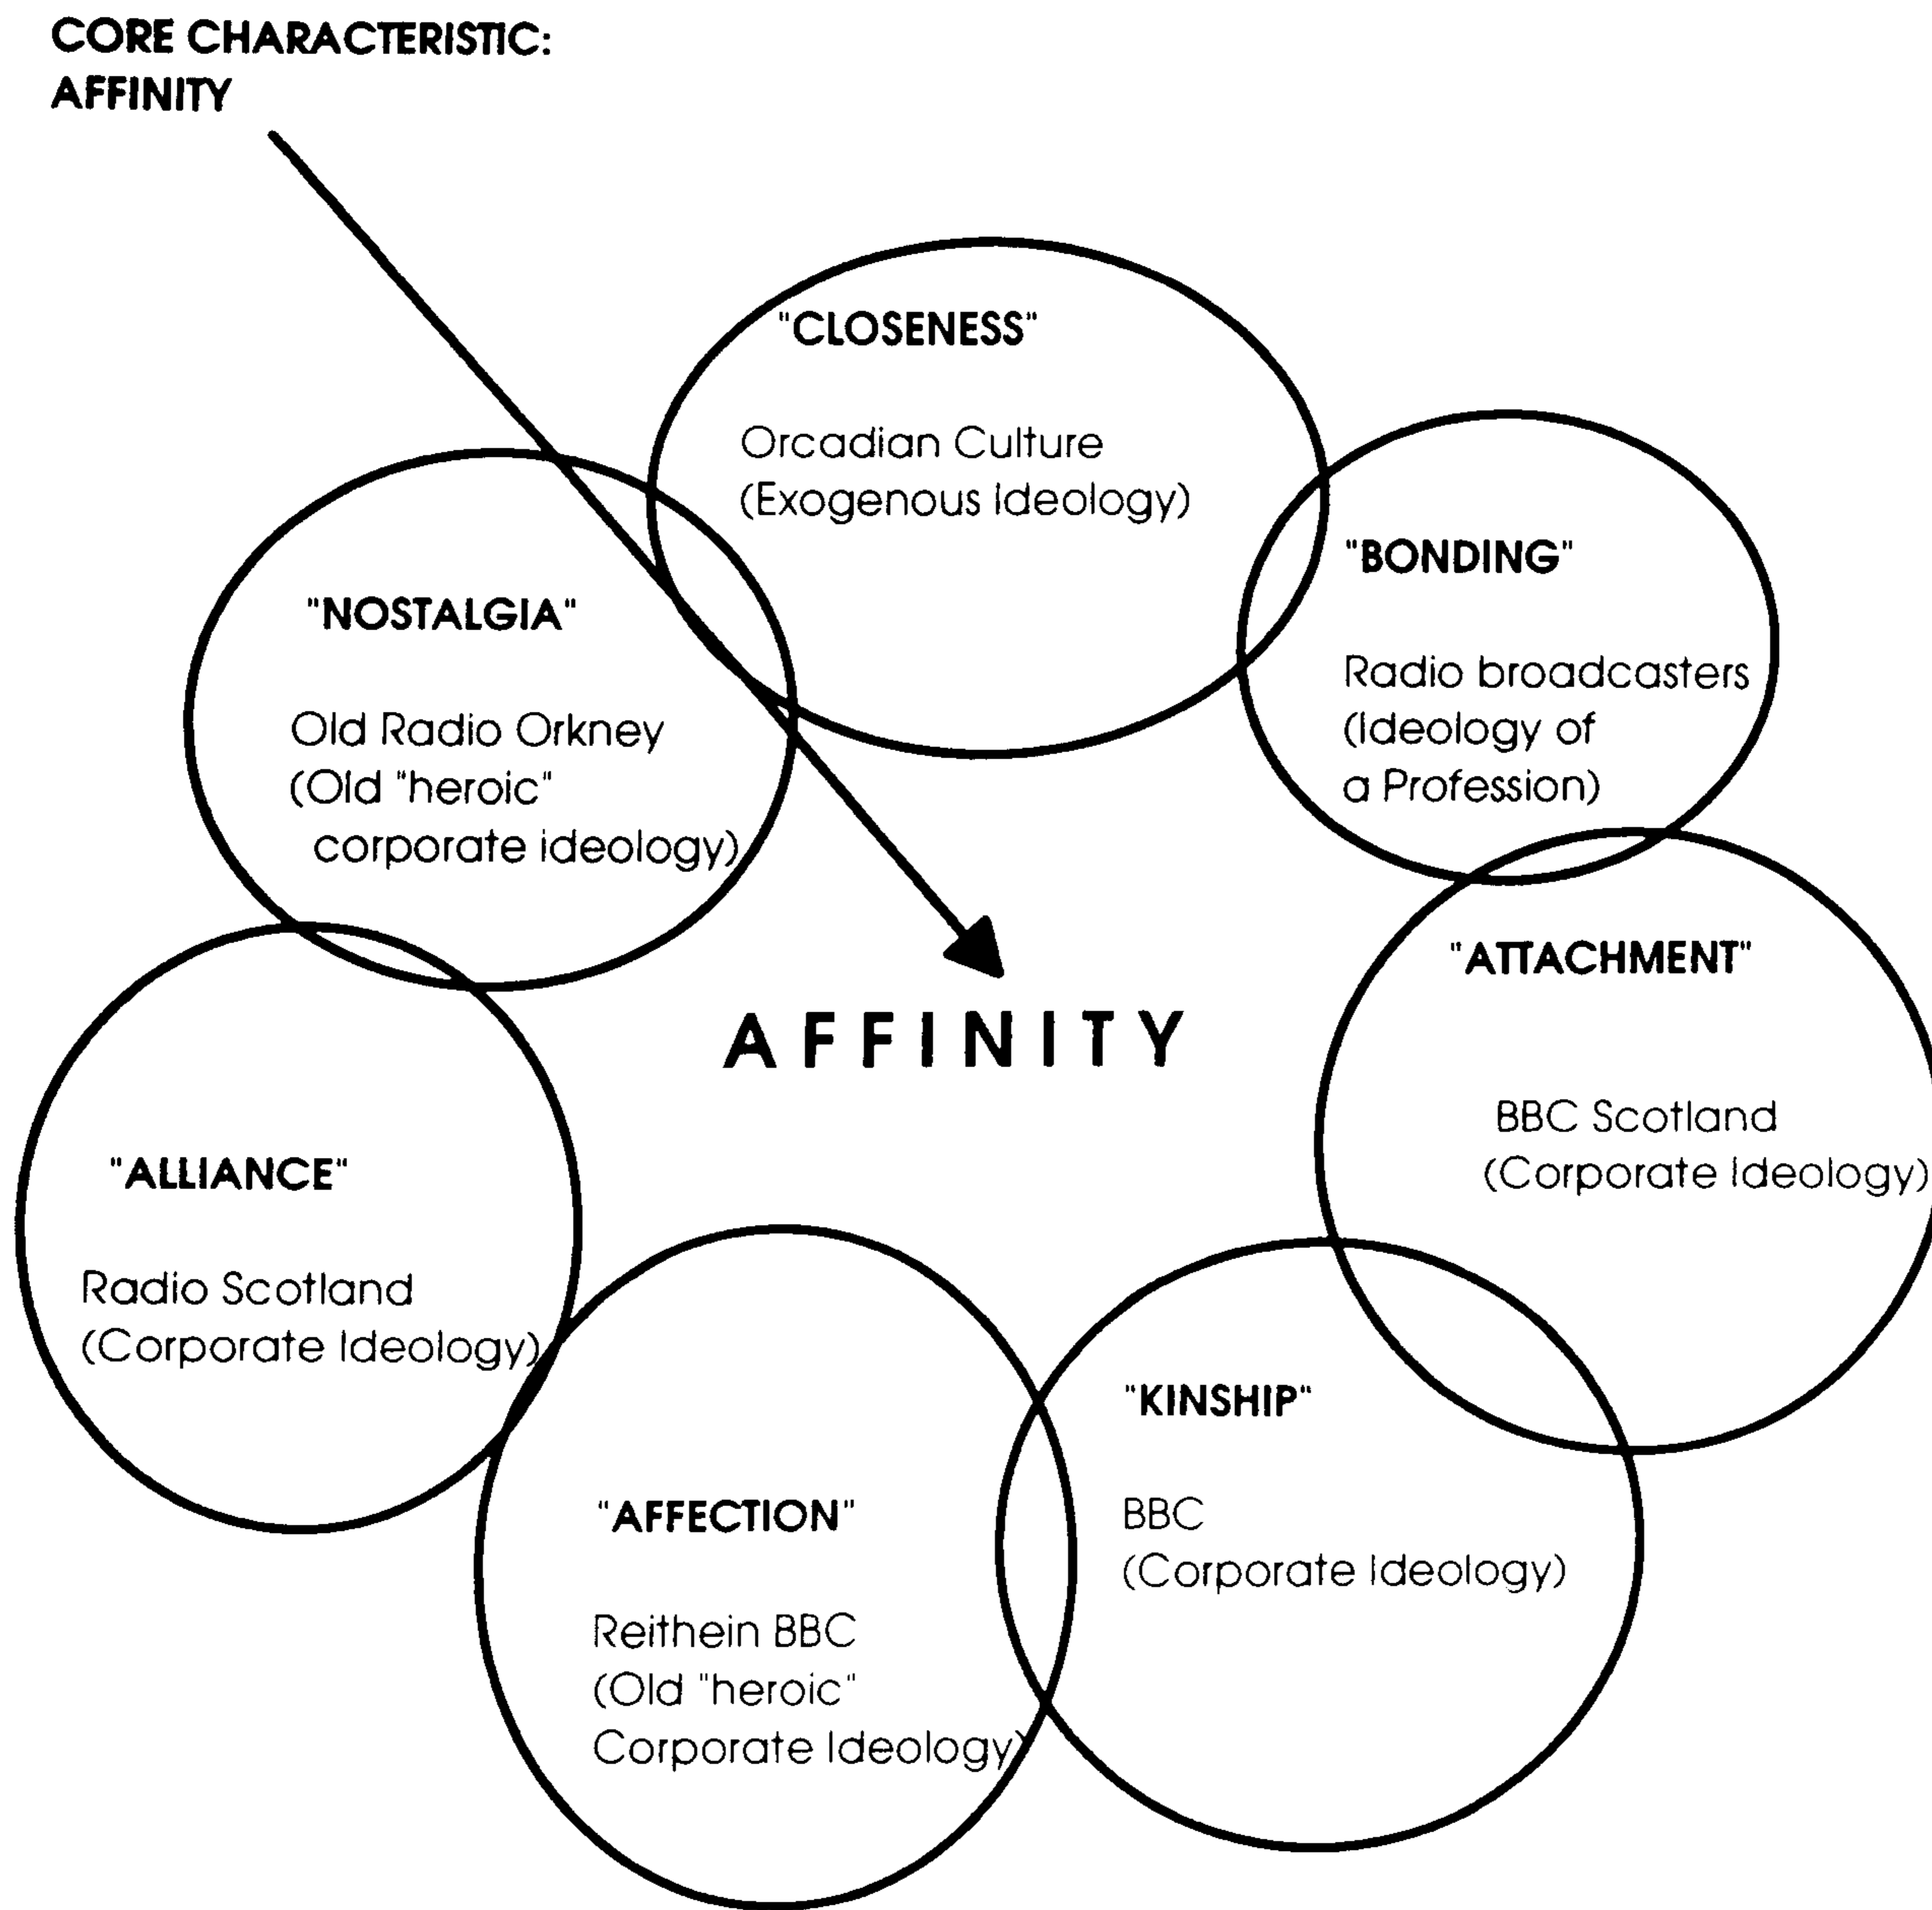 CORE CHARACTERISTIC:
AFFINITY
"CLOSENESS"
Orcadian Culture
(Exogenous Ideology)
"BONDING"
Radio broadcasters
(Ideology of
a Profession)
"NOSTALGIA"
Old Radio Orkney
(Old "heroic"
corporate ideology)
"ATTACHMENT"
BBC Scotland
(Corporate Ideology)
AFFINITY
"ALLIANCE"
Radio Scotland
(Corporate Ideology)
"KINSHIP"
BBC
(Corporate Ideology)
"AFFECTION"
Reithein BBC
(Old "heroic"
Corporate Ideology)